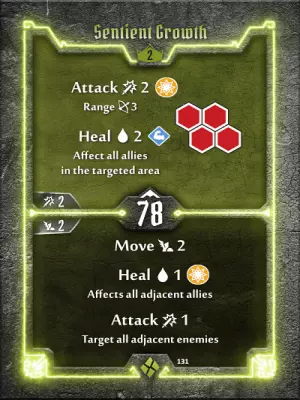 Sentient Growth
2
Attack 2
Range 3
Heal 2
Affect all allies
in the targeted area
2
78
2
Move 2
Heal 1
Affects all adjacent allies
Attack 1
Target all adjacent enemies
131